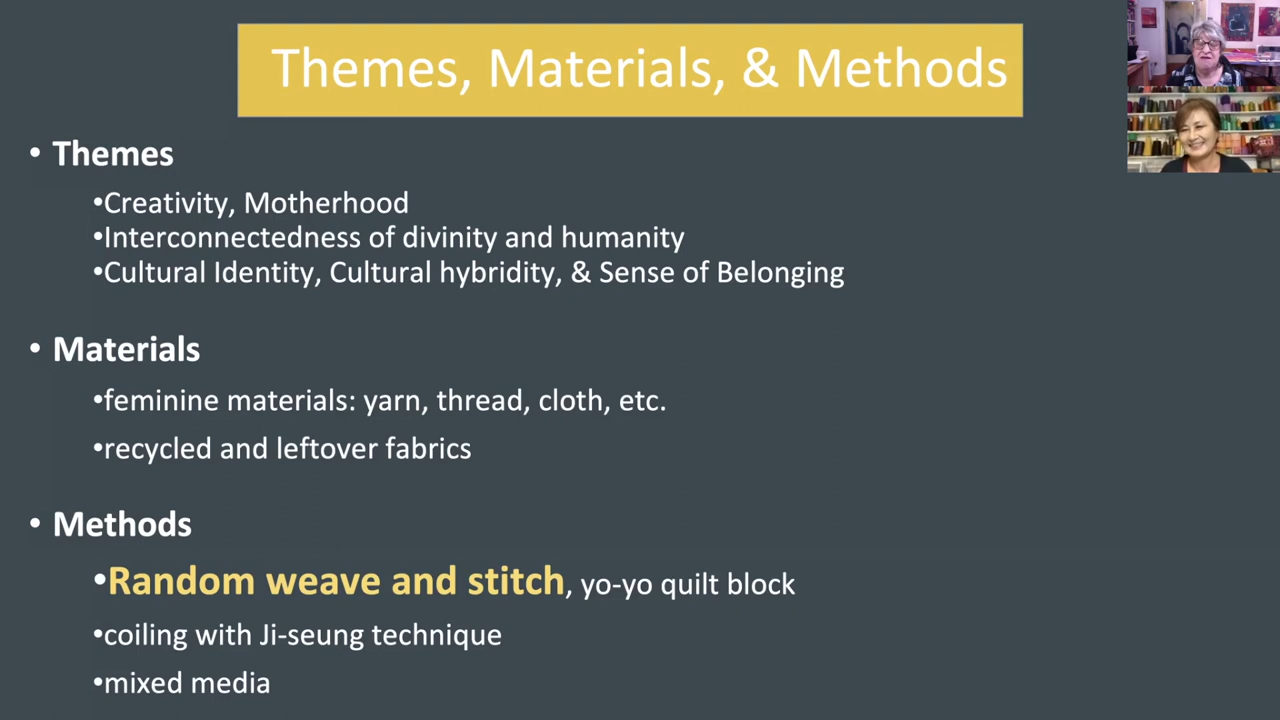 Themes, Materials, & Methods
• Themes
•Creativity, Motherhood
•Interconnectedness of divinity and humanity
•Cultural Identity, Cultural hybridity, & Sense of Belonging
• Materials
•feminine materials: yarn, thread, cloth, etc.
•recycled and leftover fabrics
• Methods
•Random weave and stitch, yo-yo quilt block
•coiling with Ji-seung technique
•mixed media